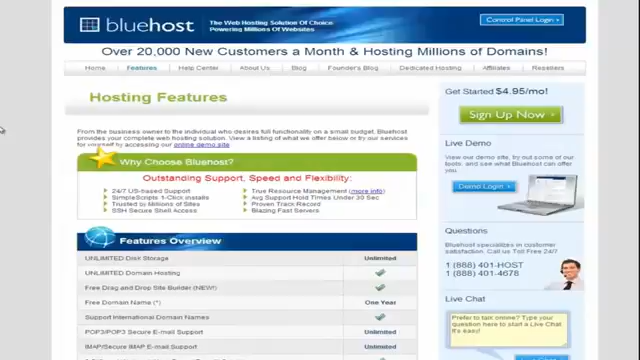 bluehost
The Web Hosting Solution Of Choice
Powering Millions Of Websites
Control Panel Login
Over 20,000 New Customers a Month & Hosting Millions of Domains!
Home Features Help Center About Us Blog Founder's Blog Dedicated Hosting Affiliates Resellers
Hosting Features
From the business owner to the individual who desires full functionality on a small budget, Bluehost
provides your complete web hosting solution. View a listing of what we offer below or try our services
for yourself by accessing our online demo site
Why Choose Bluehost?
Outstanding Support, Speed and Flexibility:
24/7 US-based Support
SimpleScripts 1-Click installs
Trusted by Millions of Sites
SSH Secure Shell Access
True Resource Management (more info)
Avg Support Hold Times Under 30 Sec
Proven Track Record
Blazing Fast Servers
Features Overview
UNLIMITED Disk Storage Unlimited
UNLIMITED Domain Hosting
Free Drag and Drop Site Builder (NEW!)
Free Domain Name (*) One Year
Support International Domain Names
POP3/POP3 Secure E-mail Support Unlimited
IMAP/Secure IMAP E-mail Support Unlimited
Get Started $4.95/mo!
Sign Up Now
Live Demo
View our demo site, try out some of our
tools, and see what Bluehost can offer
you.
Demo Login
Questions
Bluehost specializes in customer
satisfaction. Call us Toll Free 24/7
1 (888) 401-HOST
1 (888) 401-4678
Live Chat
Prefer to talk online? Type your
question here to start a Live Chat
It's easy!